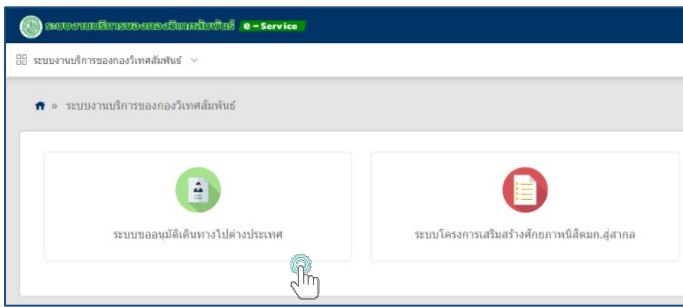 ระบบงานบริการของกองวิเทศสัมพันธ์ e-Service
ระบบงานบริการของกองวิเทศสัมพันธ์
» ระบบงานบริการของกองวิเทศสัมพันธ์
ระบบขออนุมัติเดินทางไปต่างประเทศ
ระบบโครงการเสริมสร้างศักยภาพนิสิตมก.สู่สากล